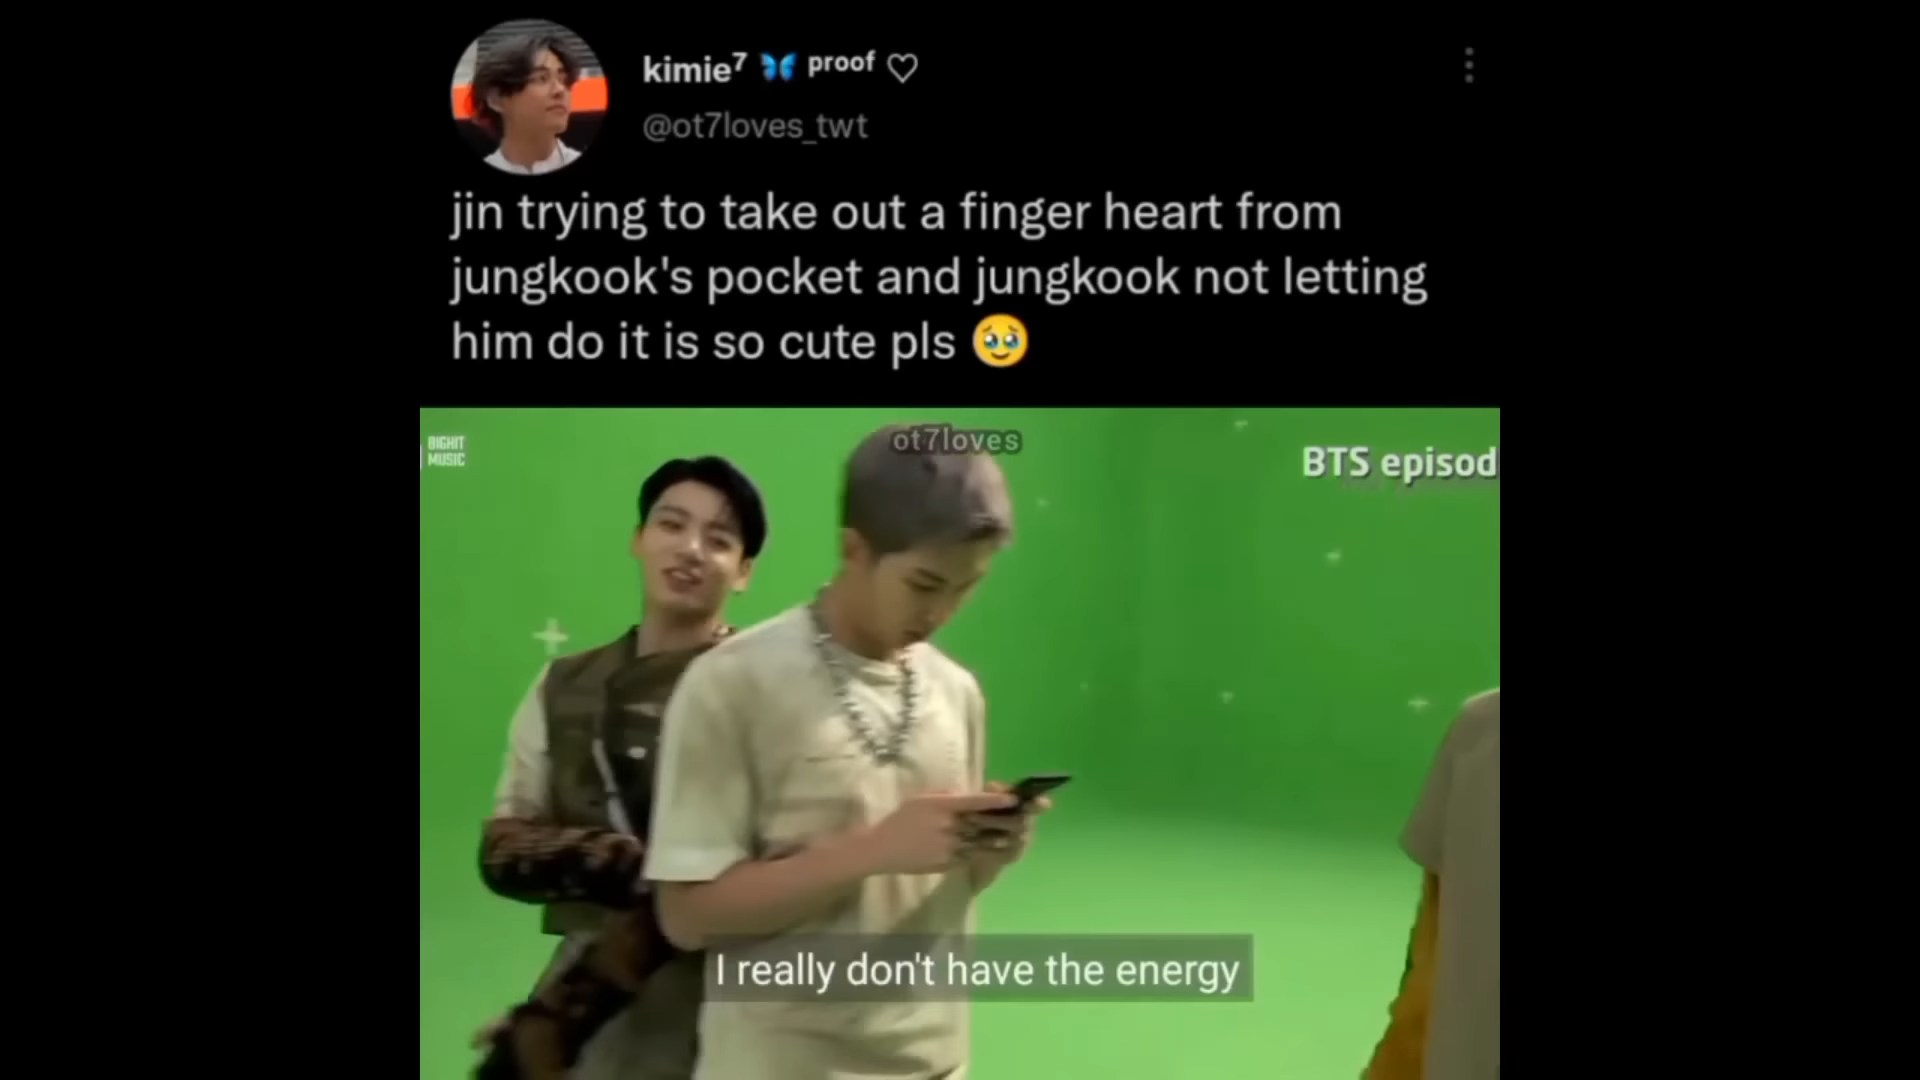 kimie⁷ 🦋 ᵖʳᵒᵒᶠ ♡
@ot7loves_twt
jin trying to take out a finger heart from
jungkook's pocket and jungkook not letting
him do it is so cute pls 🥹
ot7loves
BIGHIT
MUSIC
BTS episod
I really don't have the energy